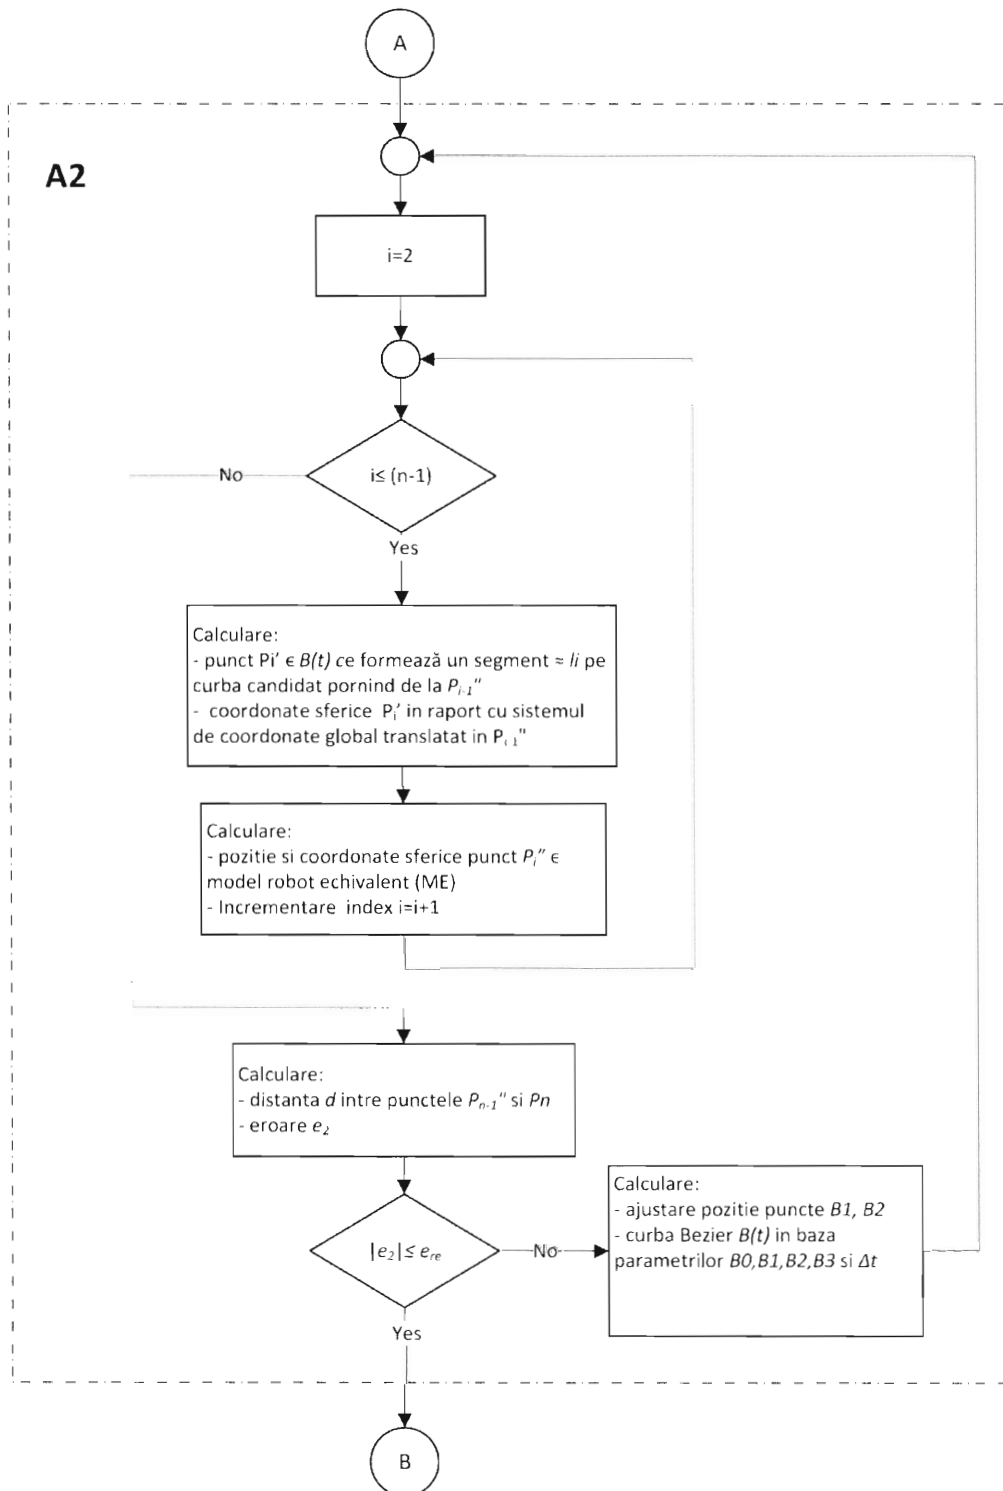 A
A2
i=2
i≤ (n-1)
No
Yes
Calculare:
- punct Pi' ϵ B(t) ce formează un segment ≈ li pe
curba candidat pornind de la Pi-1''
- coordonate sferice Pi' in raport cu sistemul
de coordonate global translatat in Pi-1''
Calculare:
- pozitie si coordonate sferice punct Pi'' ϵ
model robot echivalent (ME)
- Incrementare index i=i+1
Calculare:
- distanta d intre punctele Pn-1'' si Pn
- eroare e2
|e2| ≤ ere
No
Yes
Calculare:
- ajustare pozitie puncte B1, B2
- curba Bezier B(t) in baza
parametrilor B0,B1,B2,B3 si Δt
B